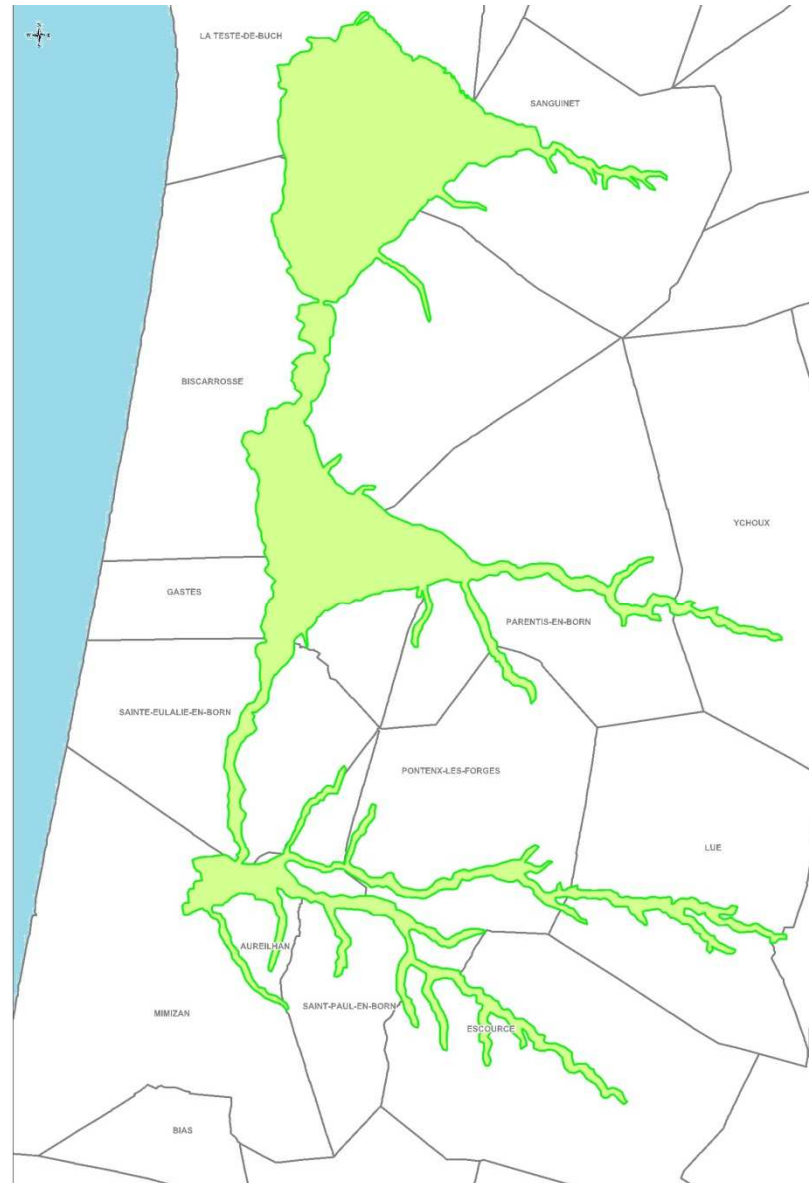 LA TESTE-DE-BUCH
SANGUINET
BISCARROSSE
YCHOUX
GASTES
PARENTIS-EN-BORN
SAINTE-EULALIE-EN-BORN
PONTENX-LES-FORGES
LUE
AUREILHAN
SAINT-PAUL-EN-BORN
MIMIZAN
ESCOURCE
BIAS